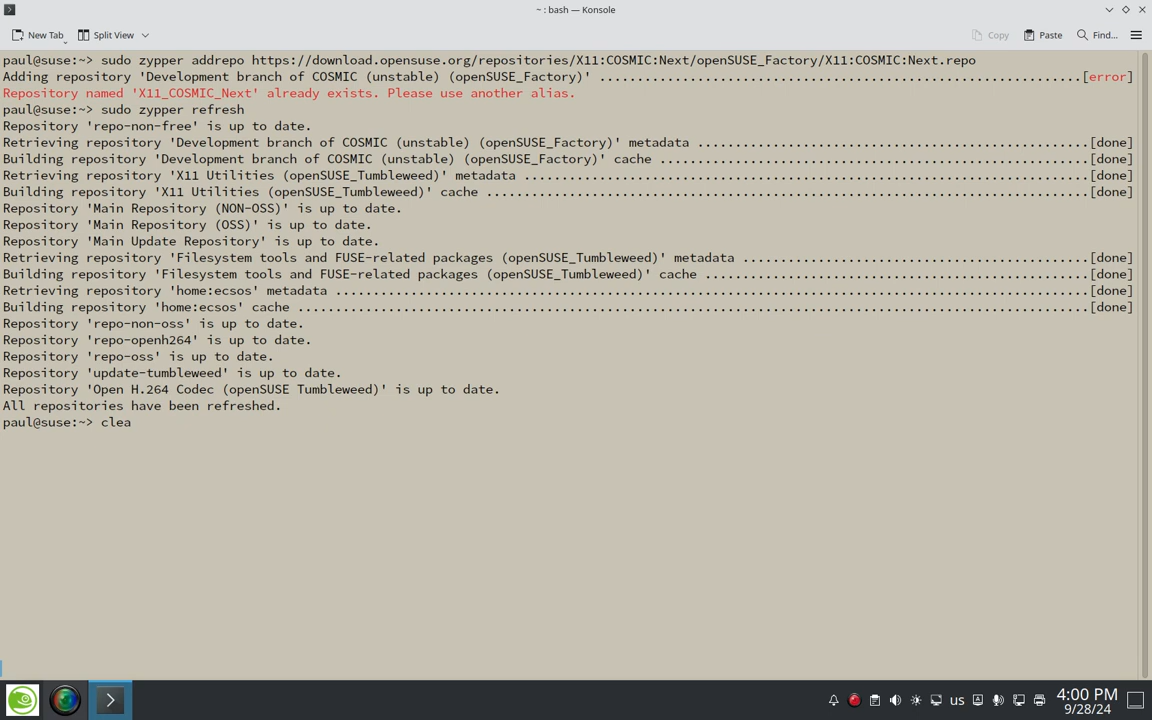 ~ : bash — Konsole
New Tab
Split View
Copy
Paste
Find...
paul@suse:~> sudo zypper addrepo https://download.opensuse.org/repositories/X11:COSMIC:Next/openSUSE_Factory/X11:COSMIC:Next.repo
Adding repository 'Development branch of COSMIC (unstable) (openSUSE_Factory)' ................................................................[error]
Repository named 'X11_COSMIC_Next' already exists. Please use another alias.
paul@suse:~> sudo zypper refresh
Repository 'repo-non-free' is up to date.
Retrieving repository 'Development branch of COSMIC (unstable) (openSUSE_Factory)' metadata ....................................................[done]
Building repository 'Development branch of COSMIC (unstable) (openSUSE_Factory)' cache .........................................................[done]
Retrieving repository 'X11 Utilities (openSUSE_Tumbleweed)' metadata ...........................................................................[done]
Building repository 'X11 Utilities (openSUSE_Tumbleweed)' cache ................................................................................[done]
Repository 'Main Repository (NON-OSS)' is up to date.
Repository 'Main Repository (OSS)' is up to date.
Repository 'Main Update Repository' is up to date.
Retrieving repository 'Filesystem tools and FUSE-related packages (openSUSE_Tumbleweed)' metadata ..............................................[done]
Building repository 'Filesystem tools and FUSE-related packages (openSUSE_Tumbleweed)' cache ...................................................[done]
Retrieving repository 'home:ecsos' metadata ....................................................................................................[done]
Building repository 'home:ecsos' cache .........................................................................................................[done]
Repository 'repo-non-oss' is up to date.
Repository 'repo-openh264' is up to date.
Repository 'repo-oss' is up to date.
Repository 'update-tumbleweed' is up to date.
Repository 'Open H.264 Codec (openSUSE Tumbleweed)' is up to date.
All repositories have been refreshed.
paul@suse:~> clea
us
4:00 PM
9/28/24